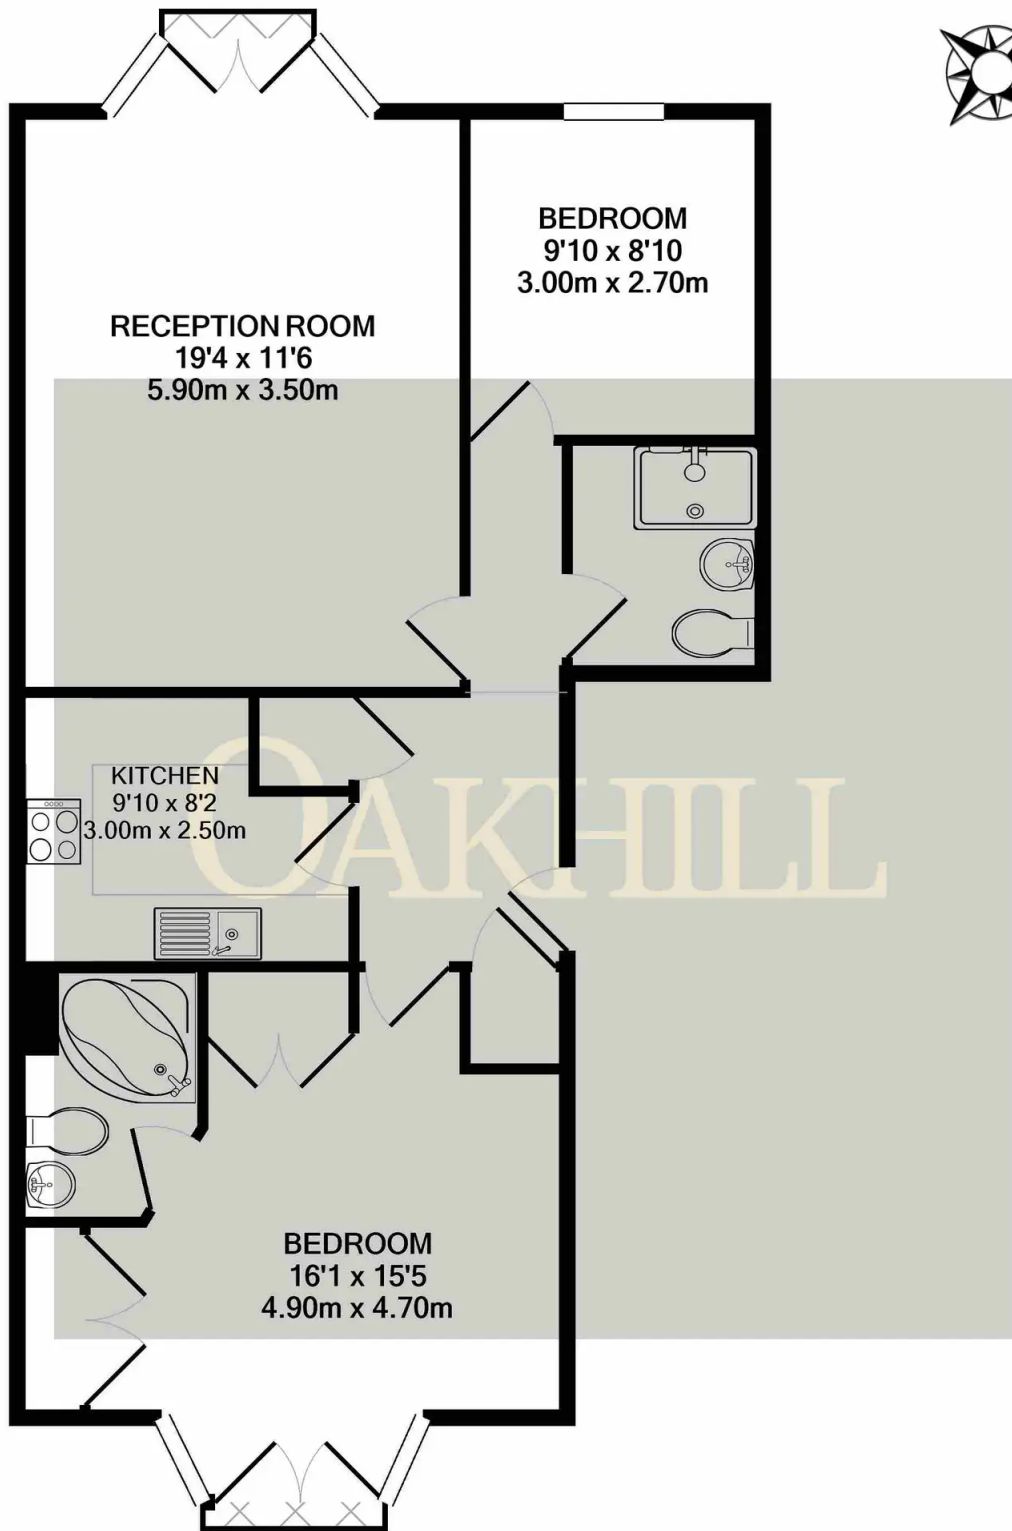 BEDROOM
9'10 x 8'10
3.00m x 2.70m
RECEPTION ROOM
19'4 x 11'6
5.90m x 3.50m
KITCHEN
9'10 x 8'2
3.00m x 2.50m
OAKHILL
BEDROOM
16'1 x 15'5
4.90m x 4.70m